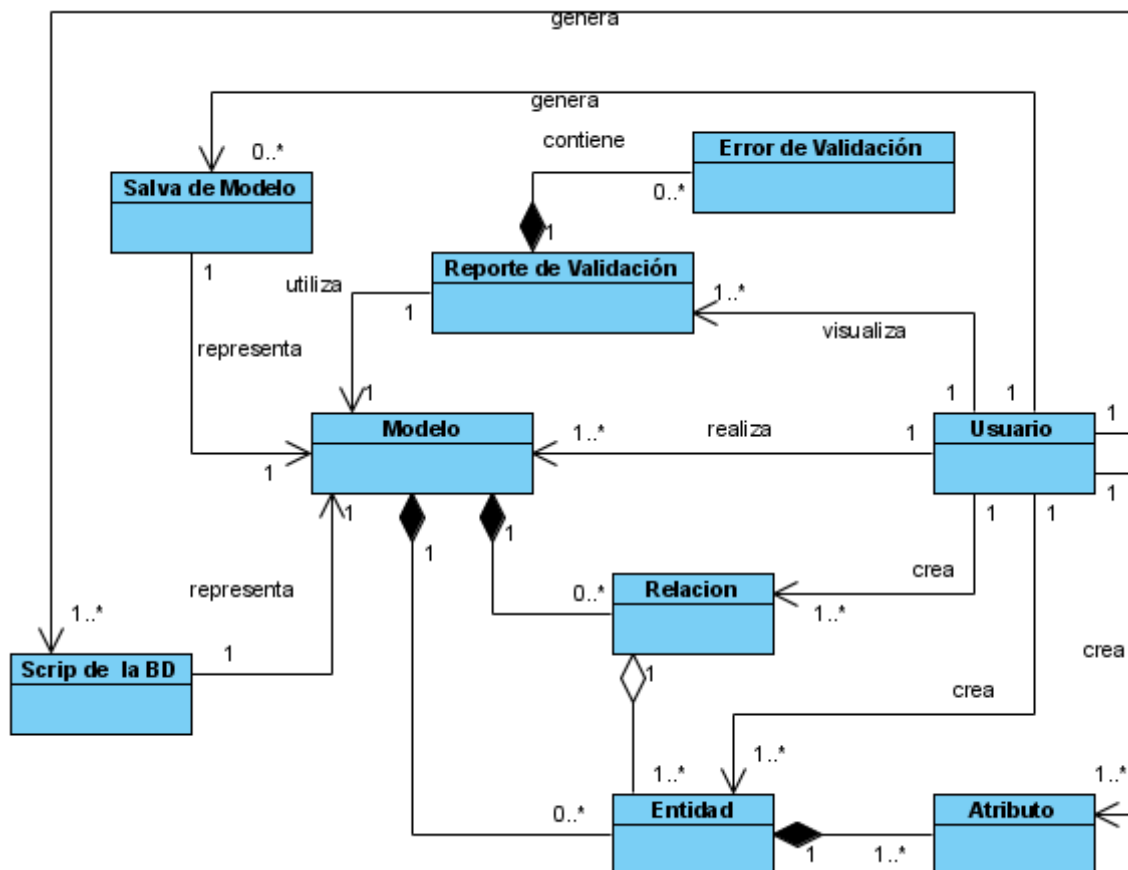 genera
genera
contiene
Error de Validación
0..*
0..*
Salva de Modelo
1
1
Reporte de Validación
utiliza
1
1..*
visualiza
representa
1
1
1
1
Modelo
1..*
realiza
1
Usuario
1
1
1
1
1
1
1
1
representa
0..*
Relacion
crea
1..*
1..*
1
Scrip de la BD
1
crea
crea
1..*
1..*
1..*
0..*
Entidad
1
1..*
Atributo